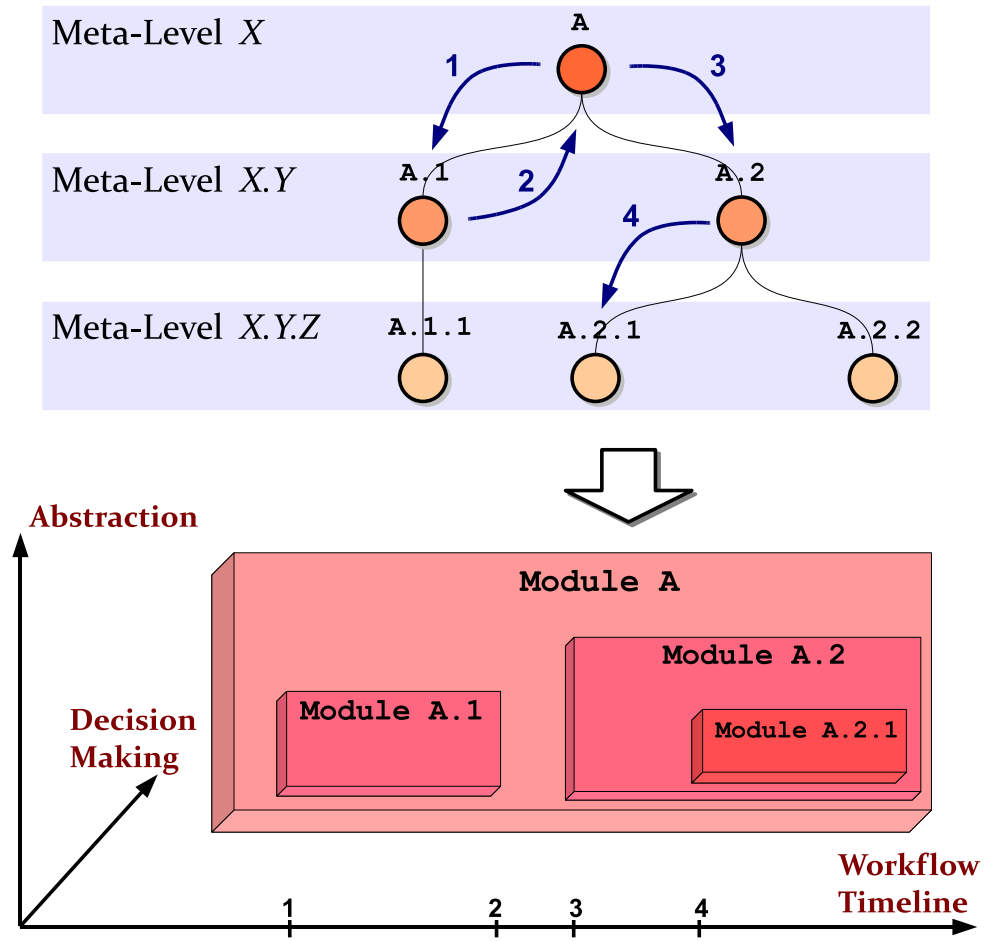 Meta-Level X
A
1
3
Meta-Level X.Y
A.1
2
A.2
4
Meta-Level X.Y.Z
A.1.1
A.2.1
A.2.2
Abstraction
Module A
Module A.2
Module A.1
Module A.2.1
Decision
Making
Workflow
Timeline
1
2
3
4